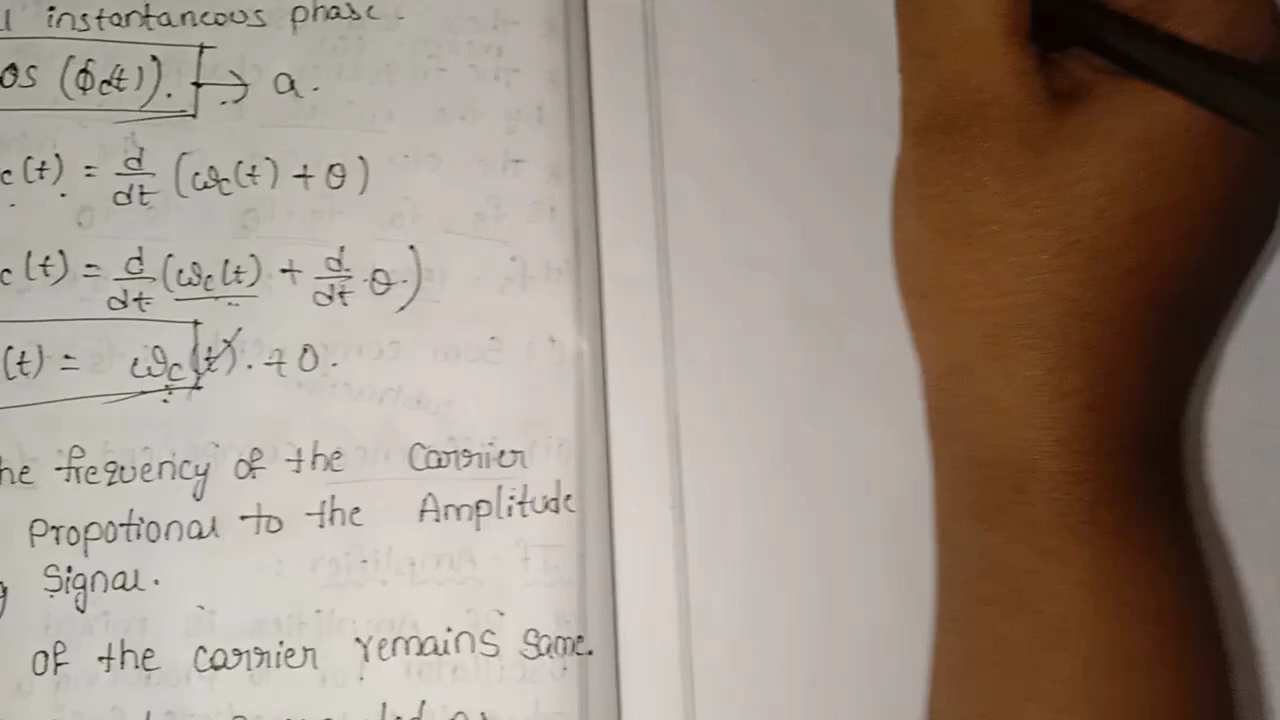 instantaneous phase.
os (ϕc(t)). → a.
c(t) = d/dt (ωc(t) + θ)
c(t) = d/dt (ωc(t) + d/dt θ.)
(t) = ωc(t). + 0.
he frequency of the Carrier
Propotional to the Amplitude
g Signal.
of the carrier remains same.